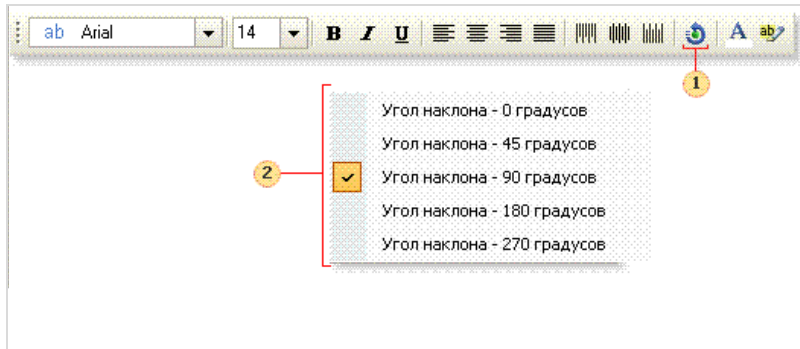 ab Arial 14 B I U A ab
1
Угол наклона - 0 градусов
Угол наклона - 45 градусов
2 Угол наклона - 90 градусов
Угол наклона - 180 градусов
Угол наклона - 270 градусов